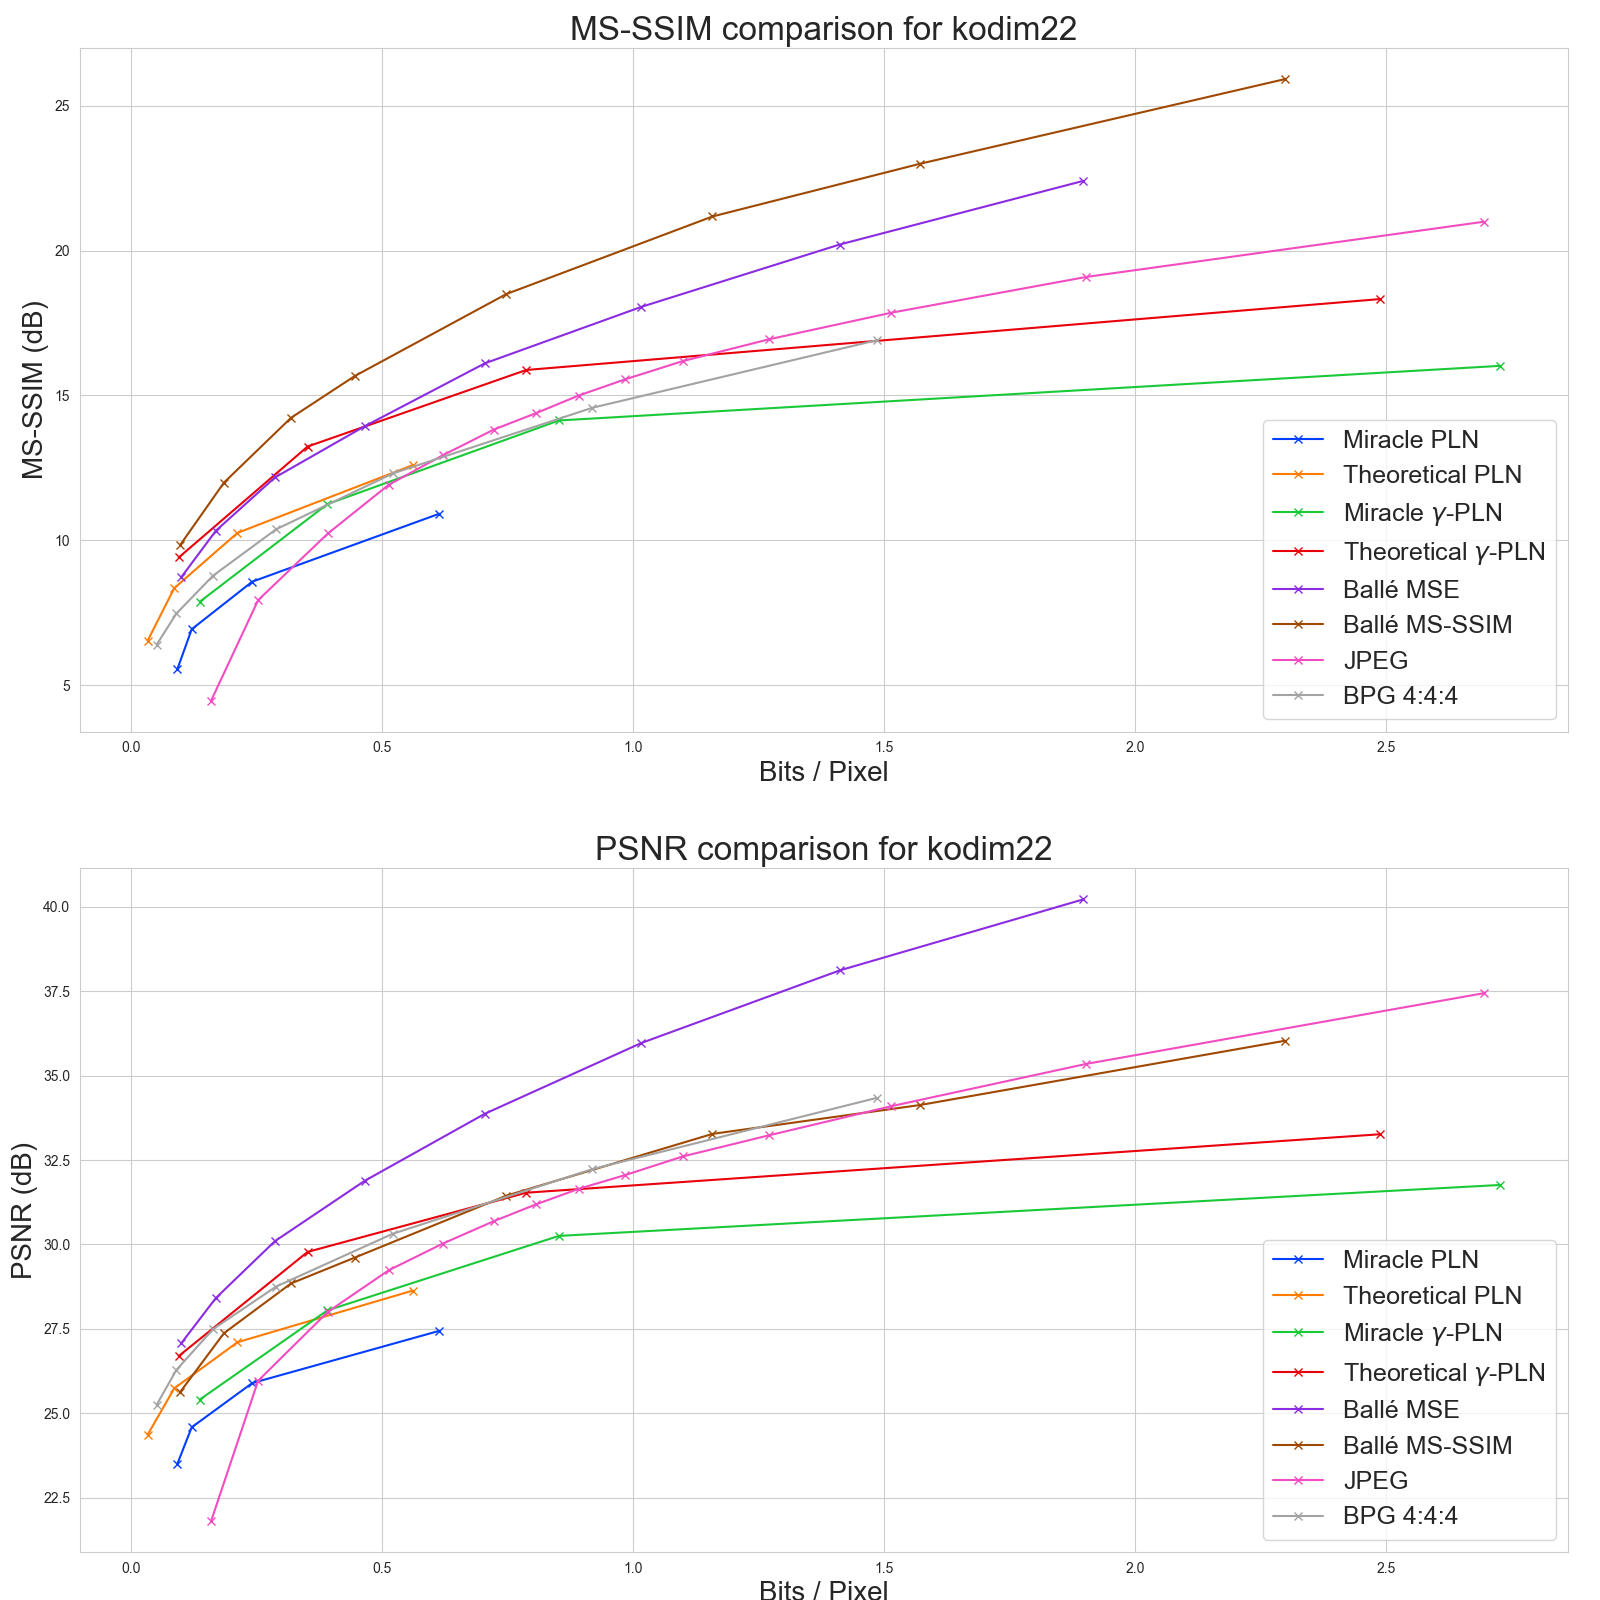 MS-SSIM comparison for kodim22
MS-SSIM (dB)
25
20
15
10
5
0.0 0.5 1.0 1.5 2.0 2.5
Bits / Pixel
Miracle PLN
Theoretical PLN
Miracle γ-PLN
Theoretical γ-PLN
Ballé MSE
Ballé MS-SSIM
JPEG
BPG 4:4:4
PSNR comparison for kodim22
PSNR (dB)
40.0
37.5
35.0
32.5
30.0
27.5
25.0
22.5
0.0 0.5 1.0 1.5 2.0 2.5
Bits / Pixel
Miracle PLN
Theoretical PLN
Miracle γ-PLN
Theoretical γ-PLN
Ballé MSE
Ballé MS-SSIM
JPEG
BPG 4:4:4